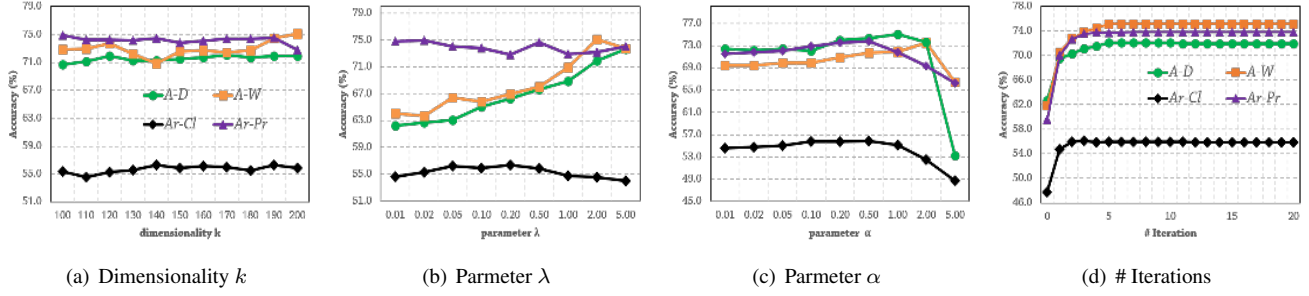 79.0
75.0
71.0
67.0
63.0
59.0
55.0
51.0
Accuracy (%)
A-D
A-W
Ar-Cl
Ar-Pr
100 110 120 130 140 150 160 170 180 190 200
dimensionality k
(a) Dimensionality k
79.0
75.0
71.0
67.0
63.0
59.0
55.0
51.0
Accuracy (%)
0.01 0.02 0.05 0.10 0.20 0.50 1.00 2.00 5.00
parameter λ
(b) Parmeter λ
77.0
73.0
69.0
65.0
61.0
57.0
53.0
49.0
45.0
Accuracy (%)
0.01 0.02 0.05 0.10 0.20 0.50 1.00 2.00 5.00
parameter α
(c) Parmeter α
78.0
74.0
70.0
66.0
62.0
58.0
54.0
50.0
46.0
Accuracy (%)
A-D
A-W
Ar-Cl
Ar-Pr
0 5 10 15 20
# Iteration
(d) # Iterations